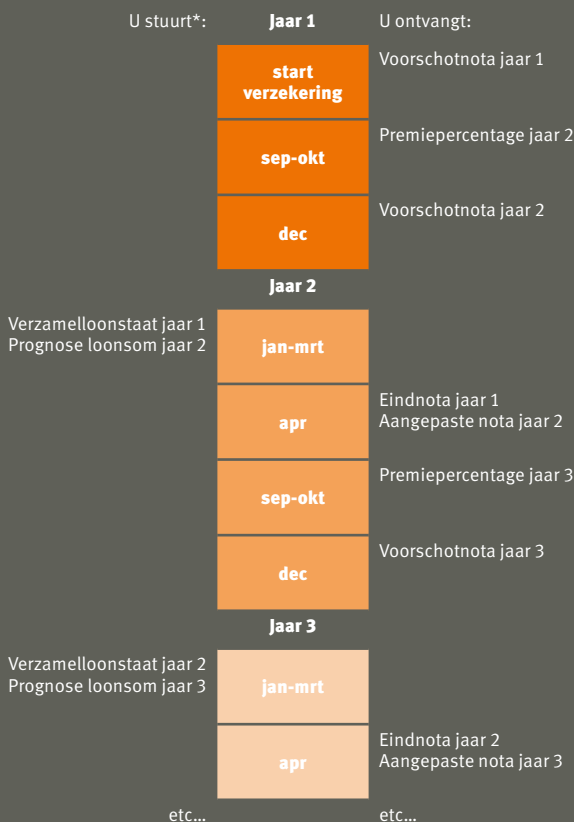 U stuurt*:
Jaar 1
U ontvangt:
start
verzekering
Voorschotnota jaar 1
sep-okt
Premiepercentage jaar 2
dec
Voorschotnota jaar 2
Jaar 2
Verzamelloonstaat jaar 1
Prognose loonsom jaar 2
jan-mrt
apr
Eindnota jaar 1
Aangepaste nota jaar 2
sep-okt
Premiepercentage jaar 3
dec
Voorschotnota jaar 3
Jaar 3
Verzamelloonstaat jaar 2
Prognose loonsom jaar 3
jan-mrt
apr
Eindnota jaar 2
Aangepaste nota jaar 3
etc...
etc...